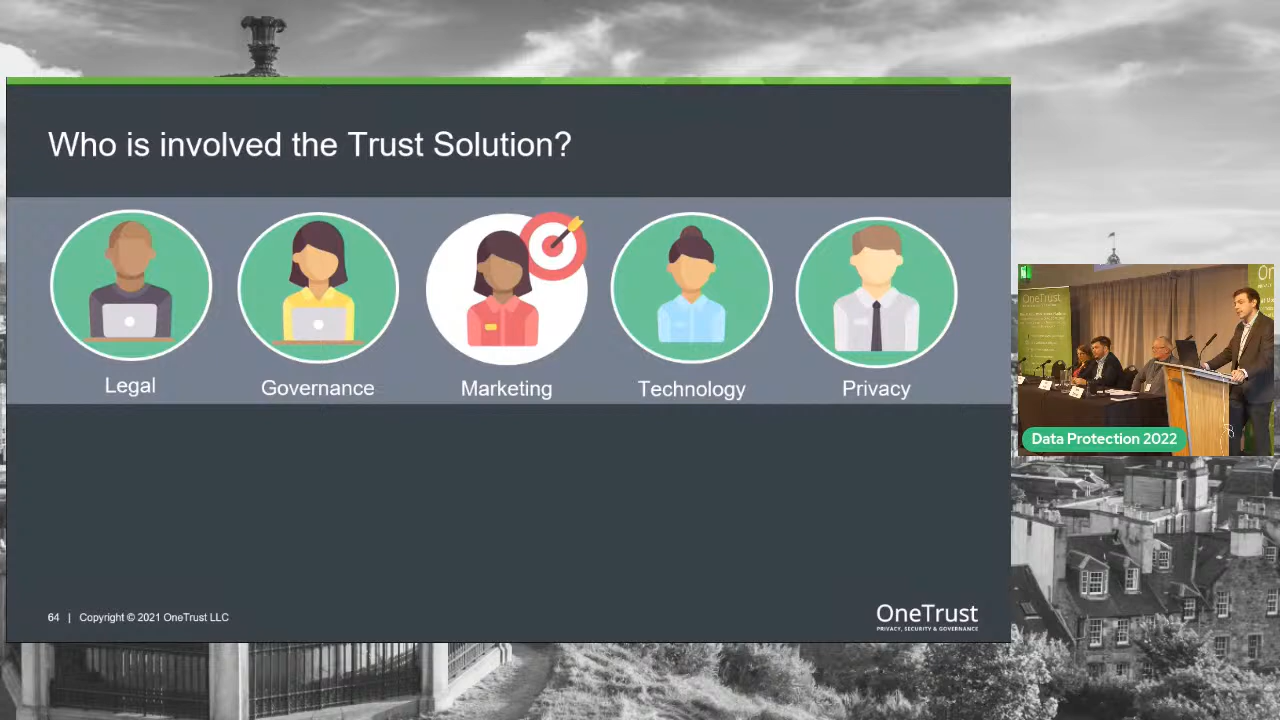 Who is involved the Trust Solution?
Legal
Governance
Marketing
Technology
Privacy
64 | Copyright © 2021 OneTrust LLC
OneTrust
PRIVACY, SECURITY & GOVERNANCE
OneTrust
Data Protection 2022